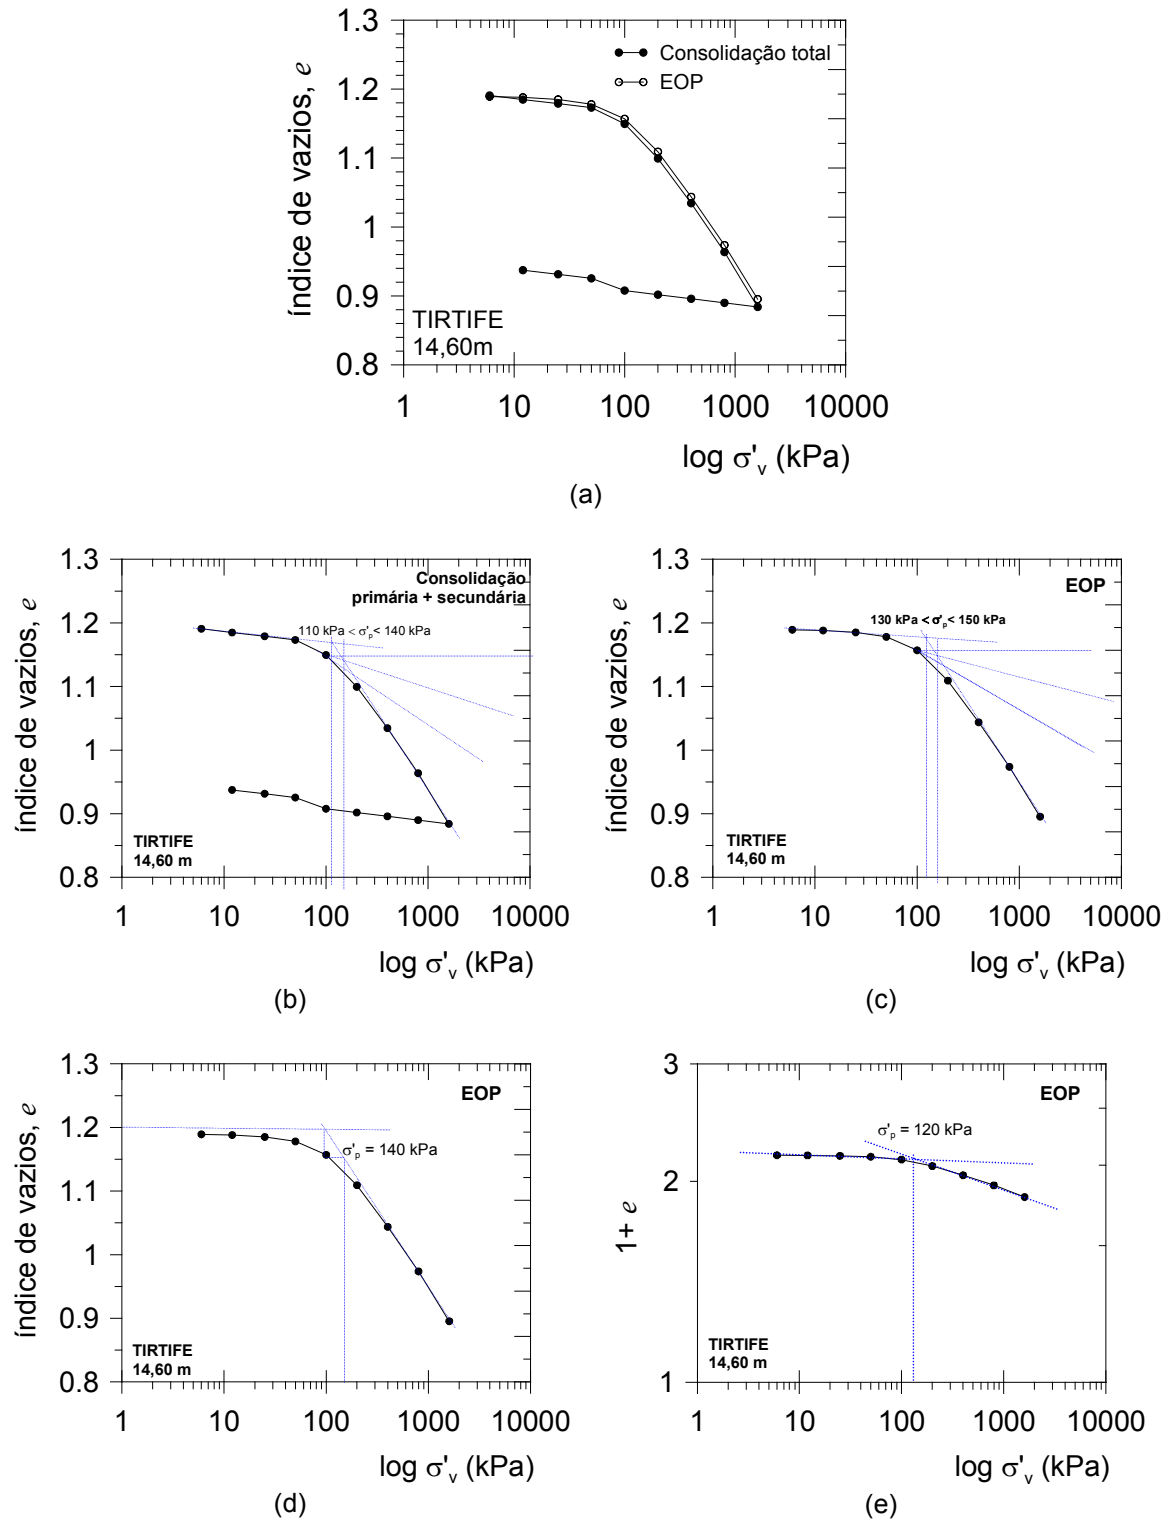 1.3
1.2
1.1
1
0.9
0.8
índice de vazios, e
Consolidação total
EOP
TIRTIFE
14,60m
1 10 100 1000 10000
log σ'v (kPa)
(a)
1.3
1.2
1.1
1
0.9
0.8
índice de vazios, e
Consolidação
primária + secundária
110 kPa < σ'p < 140 kPa
TIRTIFE
14,60 m
1 10 100 1000 10000
log σ'v (kPa)
(b)
1.3
1.2
1.1
1
0.9
0.8
índice de vazios, e
EOP
130 kPa < σ'p < 150 kPa
TIRTIFE
14,60 m
1 10 100 1000 10000
log σ'v (kPa)
(c)
1.3
1.2
1.1
1
0.9
0.8
índice de vazios, e
EOP
σ'p = 140 kPa
TIRTIFE
14,60 m
1 10 100 1000 10000
log σ'v (kPa)
(d)
3
2
1
1+ e
EOP
σ'p = 120 kPa
TIRTIFE
14,60 m
1 10 100 1000 10000
log σ'v (kPa)
(e)